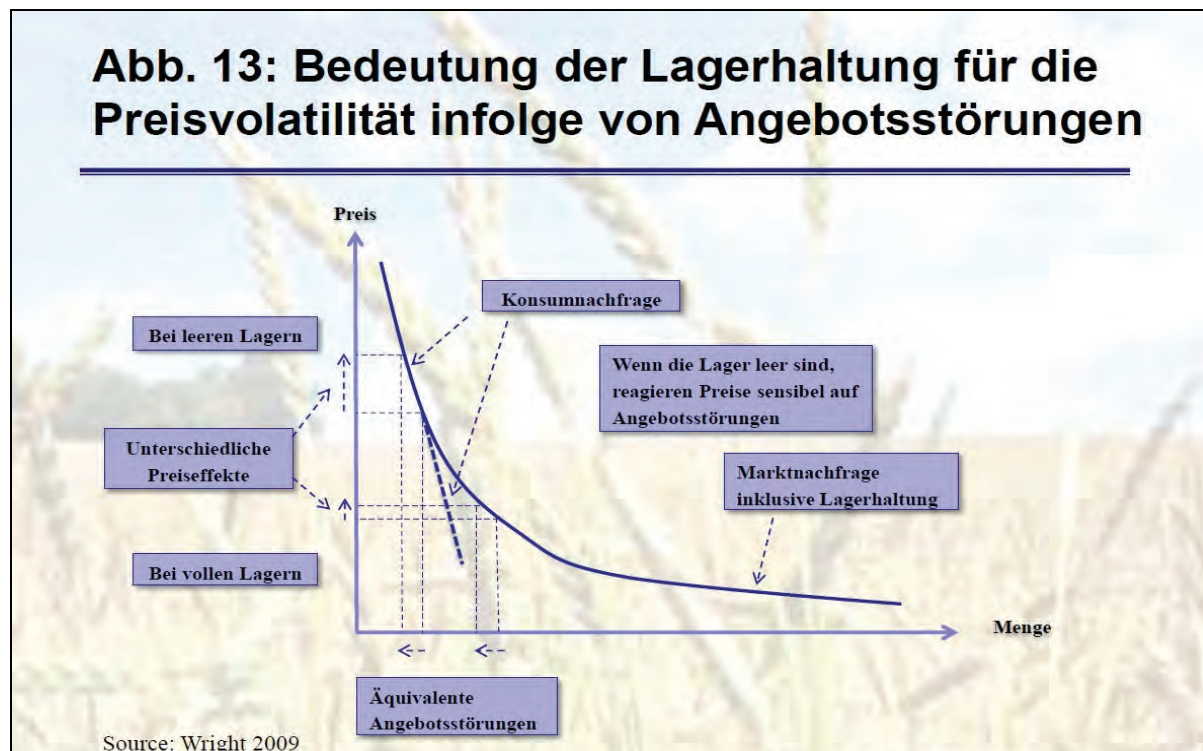 Abb. 13: Bedeutung der Lagerhaltung für die
Preisvolatilität infolge von Angebotsstörungen
Preis
Konsumnachfrage
Bei leeren Lagern
Wenn die Lager leer sind,
reagieren Preise sensibel auf
Angebotsstörungen
Unterschiedliche
Preiseffekte
Marktnachfrage
inklusive Lagerhaltung
Bei vollen Lagern
Menge
Äquivalente
Angebotsstörungen
Source: Wright 2009